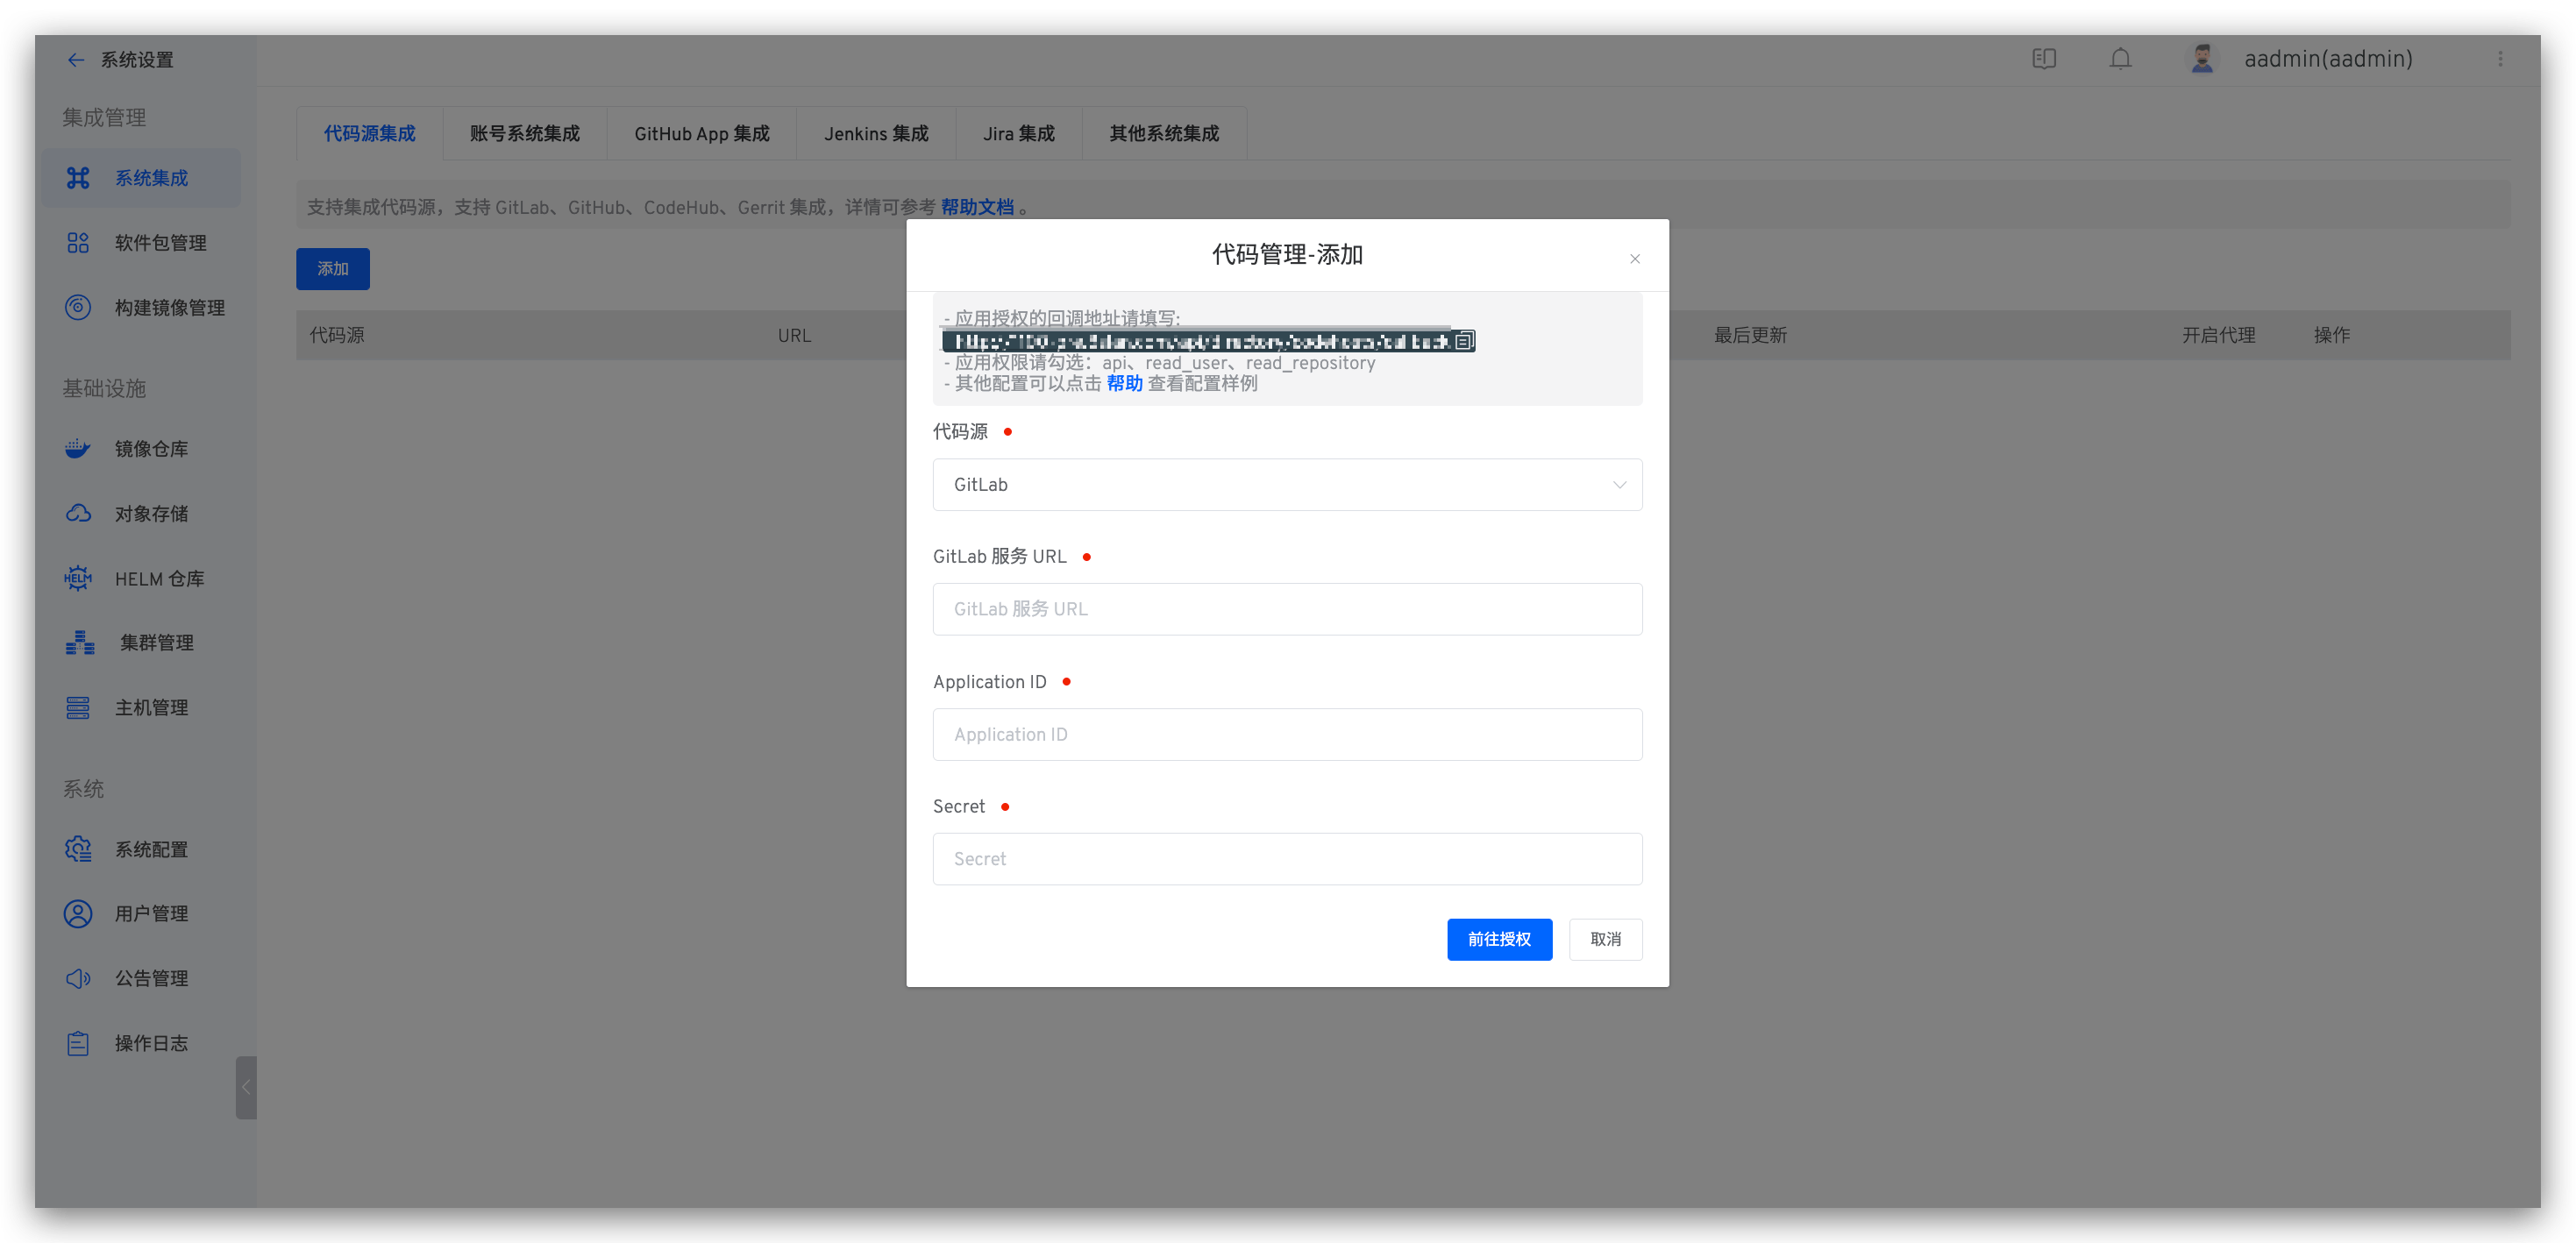 系统设置
aadmin(aadmin)
集成管理
系统集成
软件包管理
构建镜像管理
基础设施
镜像仓库
对象存储
HELM
HELM 仓库
集群管理
主机管理
系统
系统配置
用户管理
公告管理
操作日志
代码源集成 账号系统集成 GitHub App 集成 Jenkins 集成 Jira 集成 其他系统集成
支持集成代码源，支持 GitLab、GitHub、CodeHub、Gerrit 集成，详情可参考 帮助文档 。
添加
代码源 URL 最后更新 开启代理 操作
代码管理-添加
- 应用授权的回调地址请填写:
- 应用权限请勾选：api、read_user、read_repository
- 其他配置可以点击 帮助 查看配置样例
代码源
GitLab
GitLab 服务 URL
GitLab 服务 URL
Application ID
Application ID
Secret
Secret
前往授权 取消